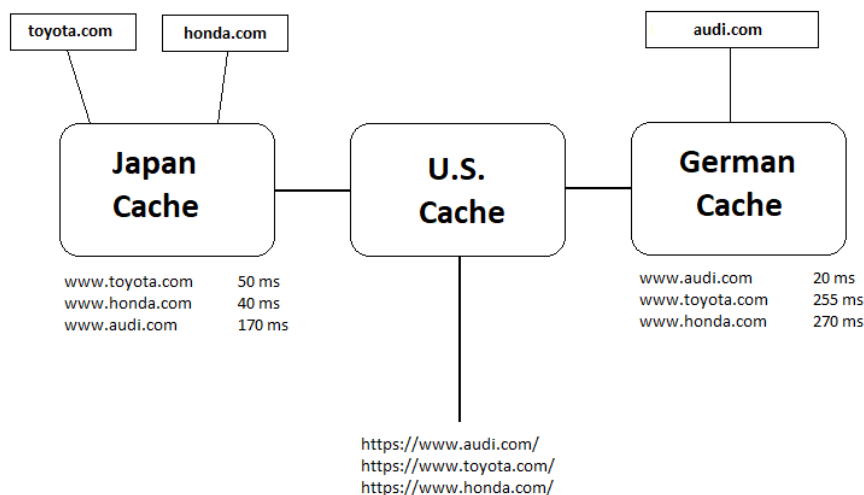 toyota.com
honda.com
audi.com
Japan
Cache
U.S.
Cache
German
Cache
www.toyota.com 50 ms
www.honda.com 40 ms
www.audi.com 170 ms
www.audi.com 20 ms
www.toyota.com 255 ms
www.honda.com 270 ms
https://www.audi.com/
https://www.toyota.com/
https://www.honda.com/